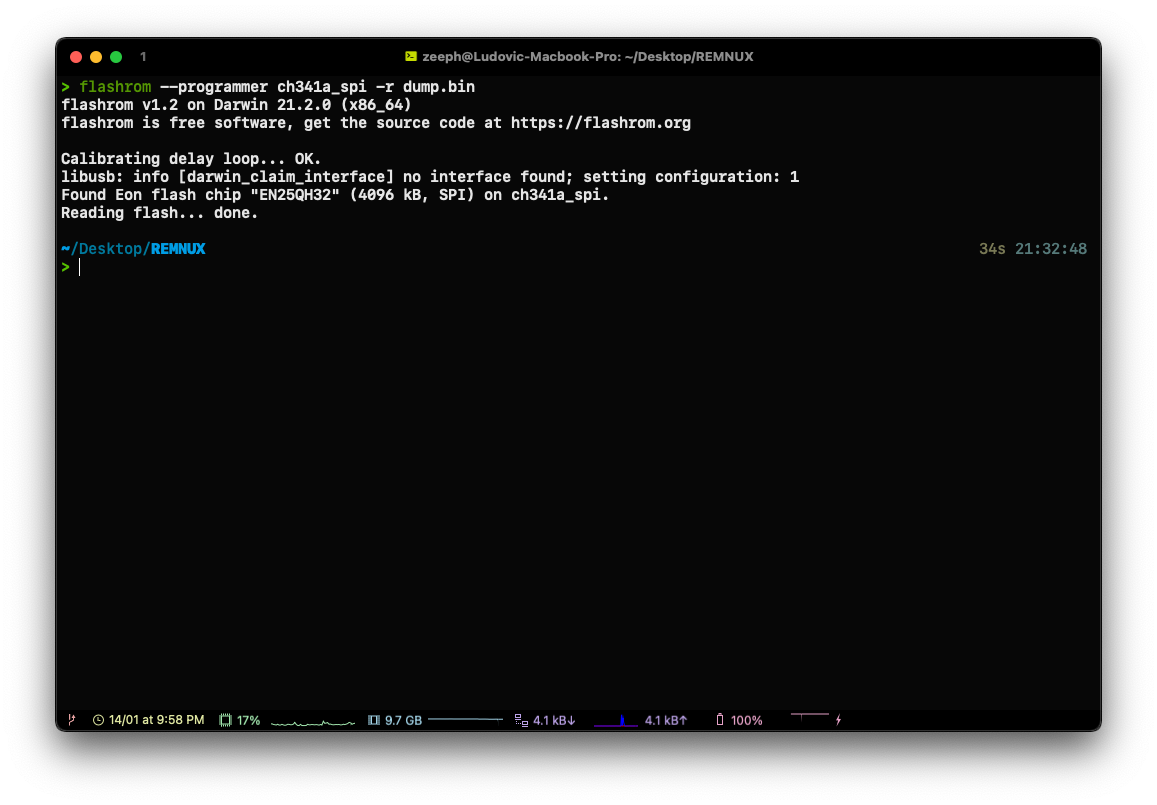 1
zeeph@Ludovic-Macbook-Pro: ~/Desktop/REMNUX
> flashrom --programmer ch341a_spi -r dump.bin
flashrom v1.2 on Darwin 21.2.0 (x86_64)
flashrom is free software, get the source code at https://flashrom.org
Calibrating delay loop... OK.
libusb: info [darwin_claim_interface] no interface found; setting configuration: 1
Found Eon flash chip "EN25QH32" (4096 kB, SPI) on ch341a_spi.
Reading flash... done.
~/Desktop/REMNUX 34s 21:32:48
>
14/01 at 9:58 PM 17% 9.7 GB 4.1 kB↓ 4.1 kB↑ 100%